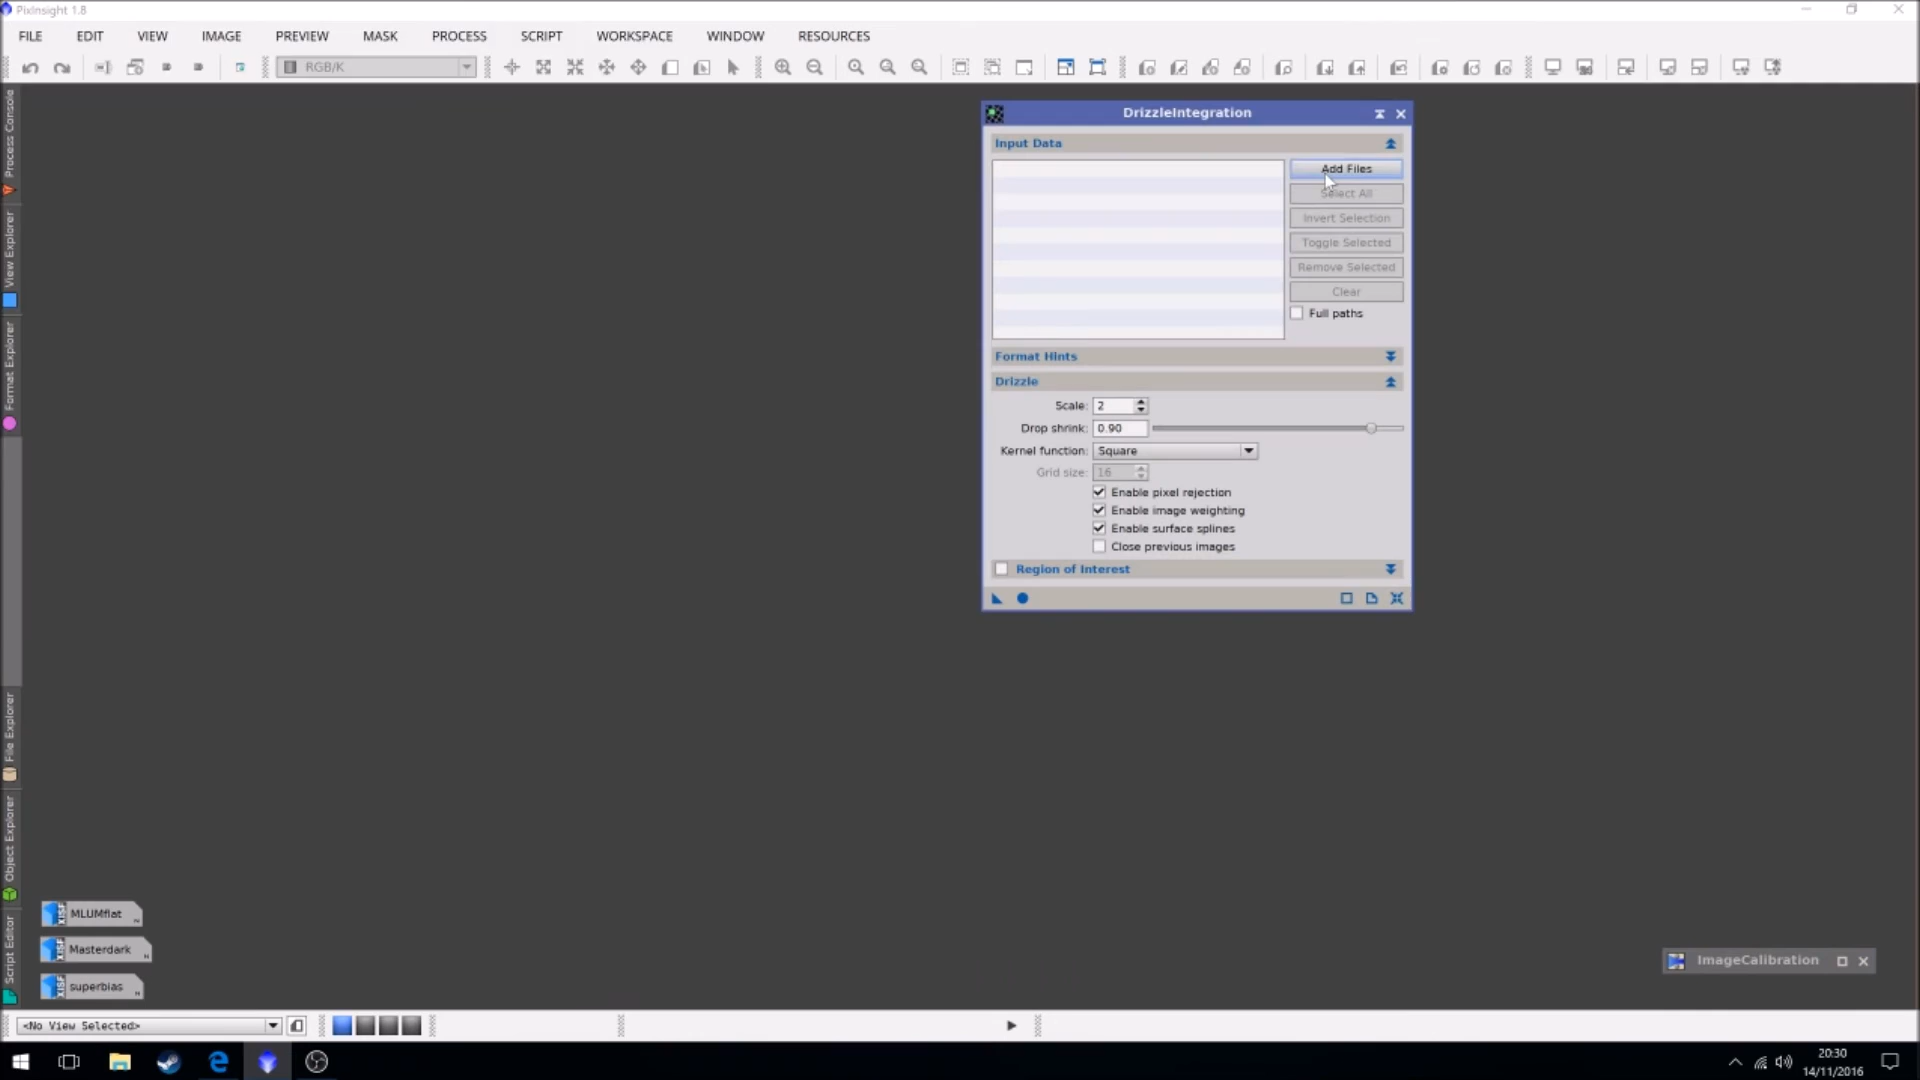 PixInsight 1.8
FILE EDIT VIEW IMAGE PREVIEW MASK PROCESS SCRIPT WORKSPACE WINDOW RESOURCES
RGB/K
Process Console
View Explorer
Format Explorer
File Explorer
Object Explorer
Script Editor
DrizzleIntegration
Input Data
Add Files
Select All
Invert Selection
Toggle Selected
Remove Selected
Clear
Full paths
Format Hints
Drizzle
Scale: 2
Drop shrink: 0.90
Kernel function: Square
Grid size: 16
Enable pixel rejection
Enable image weighting
Enable surface splines
Close previous images
Region of Interest
MLUMflat
Masterdark
superbias
ImageCalibration
<No View Selected>
20:30
14/11/2016